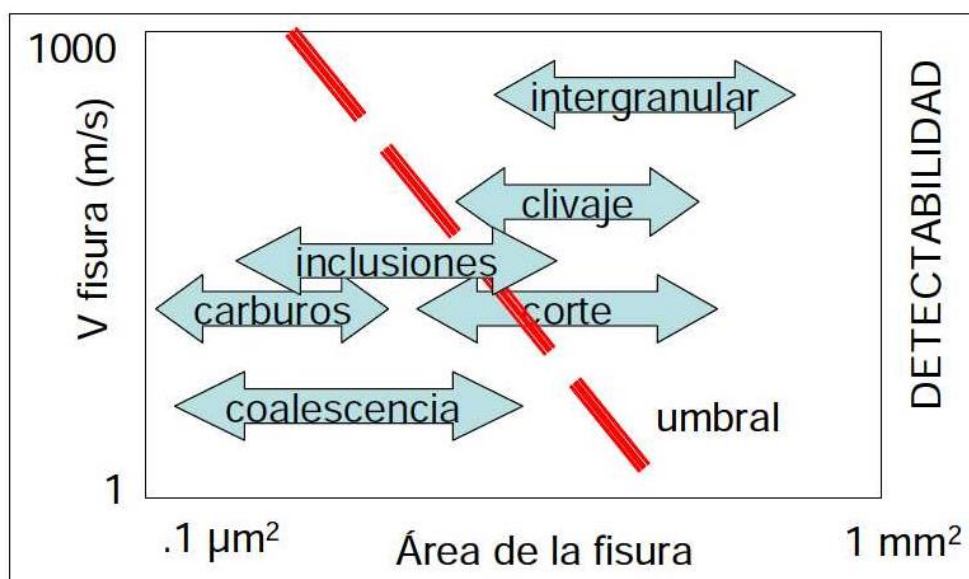 1000
V fisura (m/s)
1
intergranular
clivaje
inclusiones
carburos
corte
coalescencia
umbral
.1 µm²
Área de la fisura
1 mm²
DETECTABILIDAD